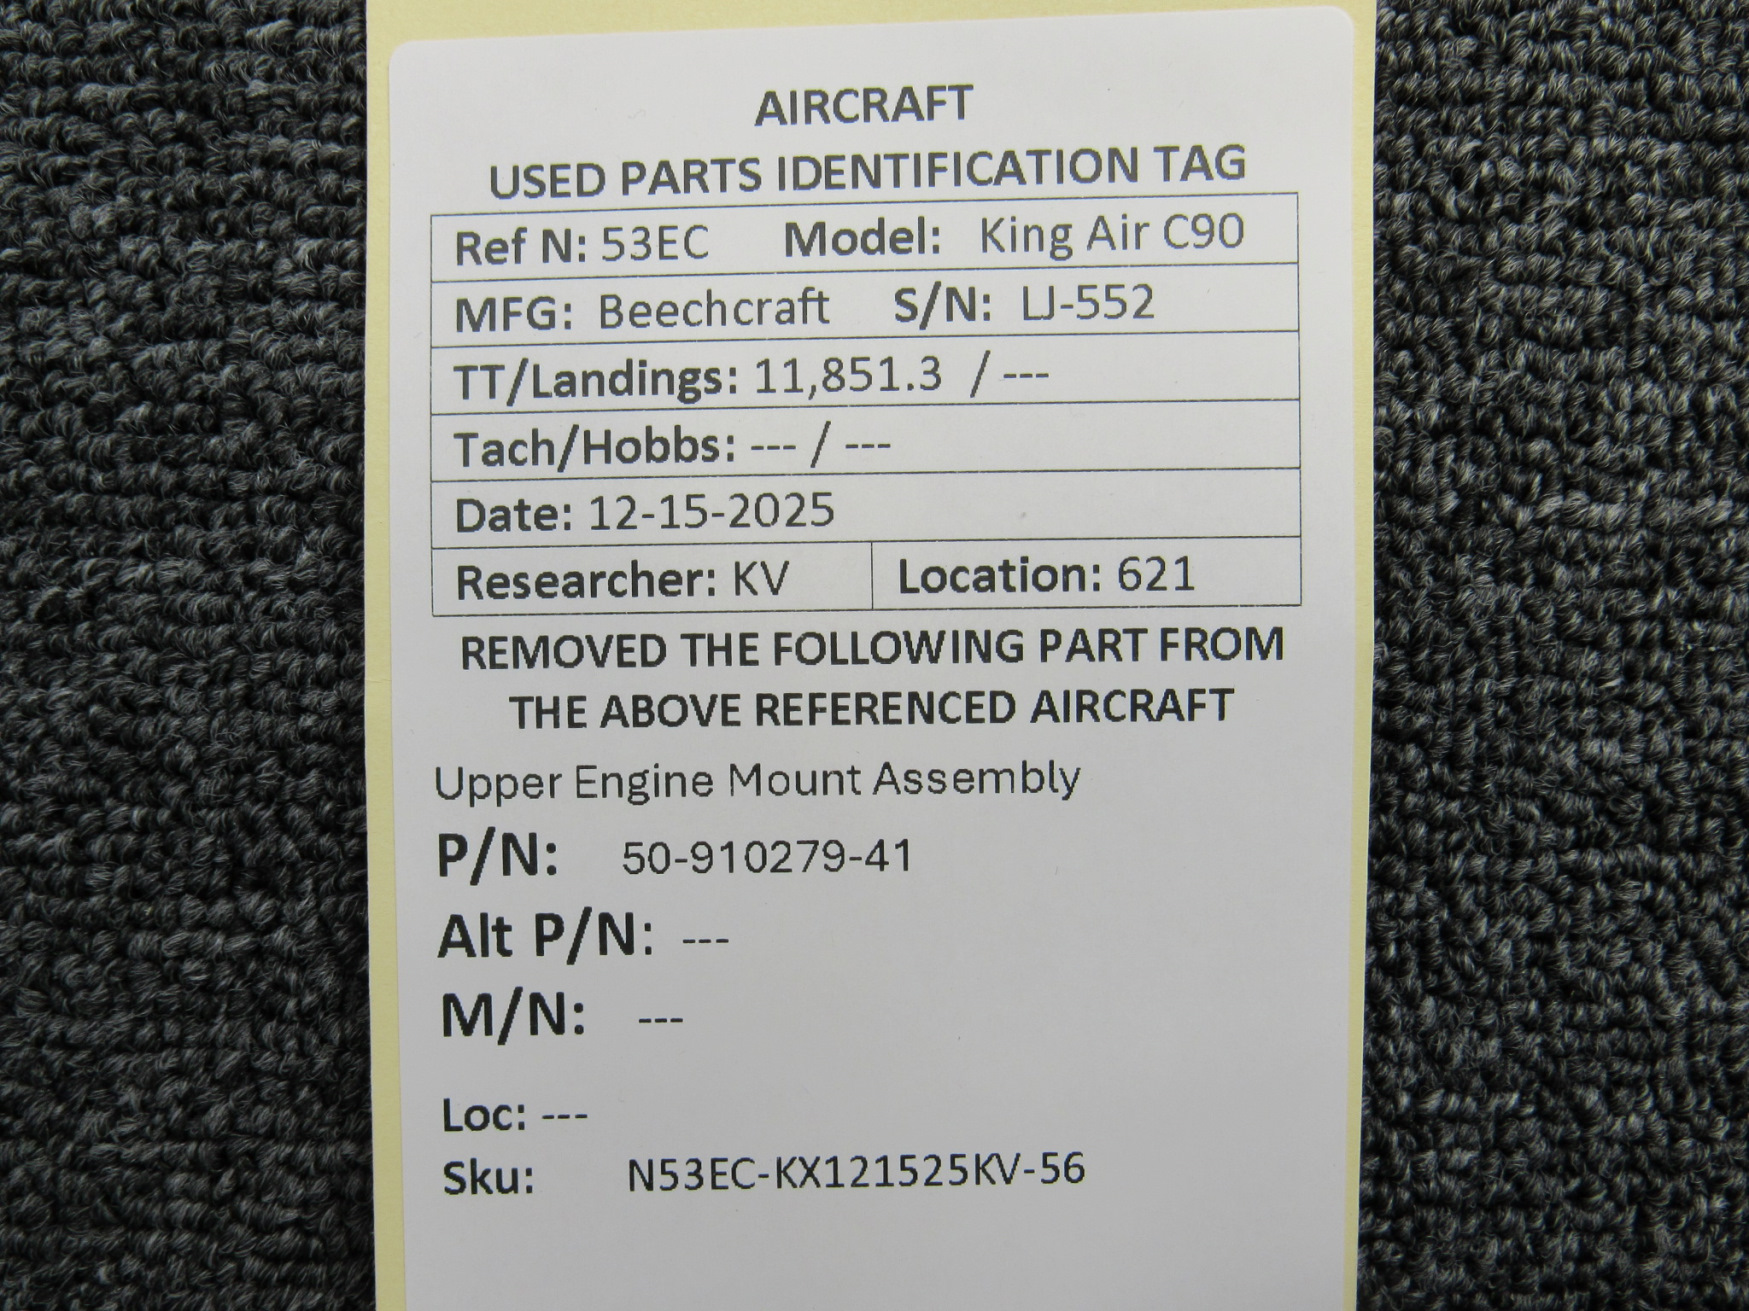 AIRCRAFT
USED PARTS IDENTIFICATION TAG
Ref N: 53EC Model: King Air C90
MFG: Beechcraft S/N: LJ-552
TT/Landings: 11,851.3 / ---
Tach/Hobbs: --- / ---
Date: 12-15-2025
Researcher: KV Location: 621
REMOVED THE FOLLOWING PART FROM
THE ABOVE REFERENCED AIRCRAFT
Upper Engine Mount Assembly
P/N: 50-910279-41
Alt P/N: ---
M/N: ---
Loc: ---
Sku: N53EC-KX121525KV-56